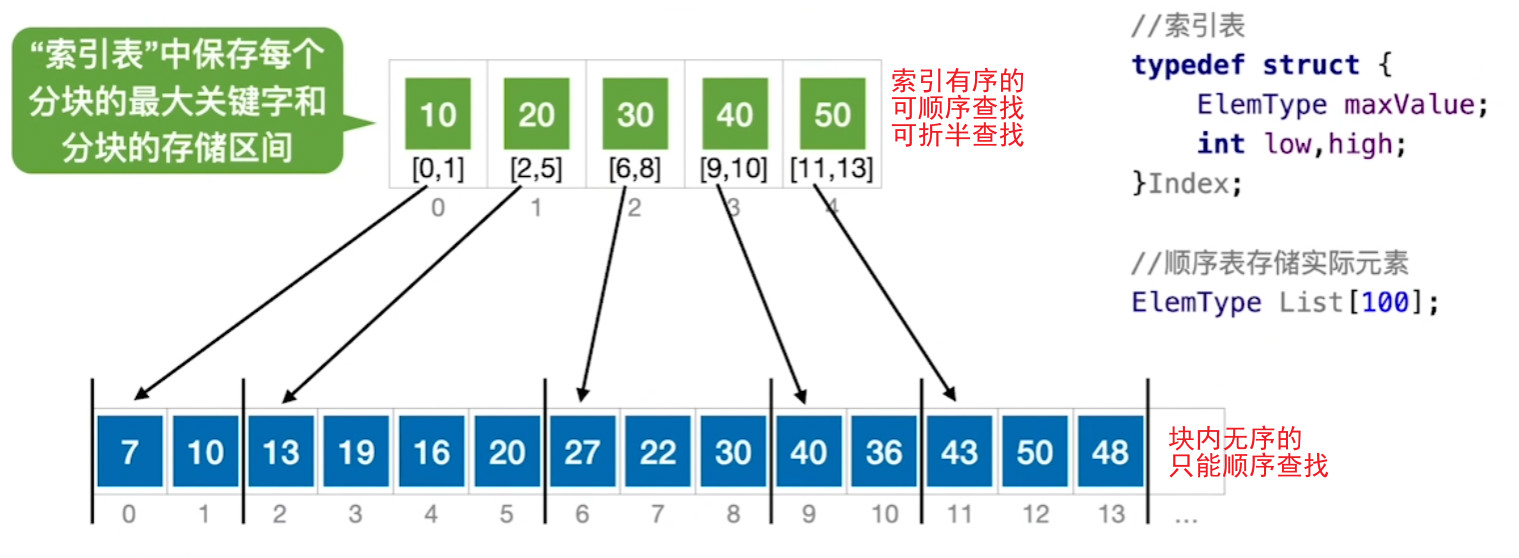 “索引表”中保存每个
分块的最大关键字和
分块的存储区间
10 20 30 40 50
[0,1] [2,5] [6,8] [9,10] [11,13]
0 1 2 3 4
索引有序的
可顺序查找
可折半查找
//索引表
typedef struct {
ElemType maxValue;
int low,high;
}Index;
//顺序表存储实际元素
ElemType List[100];
7 10 13 19 16 20 27 22 30 40 36 43 50 48
0 1 2 3 4 5 6 7 8 9 10 11 12 13 ...
块内无序的
只能顺序查找